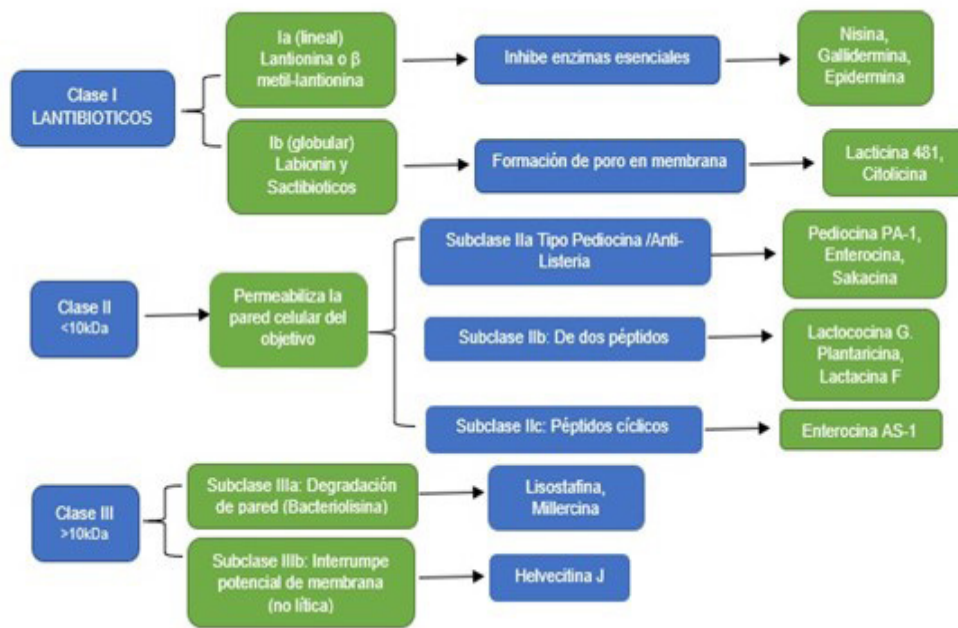 Clase I
LANTIBIOTICOS
Ia (lineal)
Lantionina o β
metil-lantionina
Inhibe enzimas esenciales
Nisina,
Gallidermina,
Epidermina
Ib (globular)
Labionin y
Sactibioticos
Formación de poro en membrana
Lacticina 481,
Citolicina
Clase II
<10kDa
Permeabiliza la
pared celular del
objetivo
Subclase IIa Tipo Pediocina /Anti-
Listeria
Pediocina PA-1,
Enterocina,
Sakacina
Subclase IIb: De dos péptidos
Lactococina G.
Plantaricina,
Lactacina F
Subclase IIc: Péptidos cíclicos
Enterocina AS-1
Clase III
>10kDa
Subclase IIIa: Degradación
de pared (Bacteriolisina)
Lisostafina,
Millercina
Subclase IIIb: Interrumpe
potencial de membrana
(no lítica)
Helvecitina J